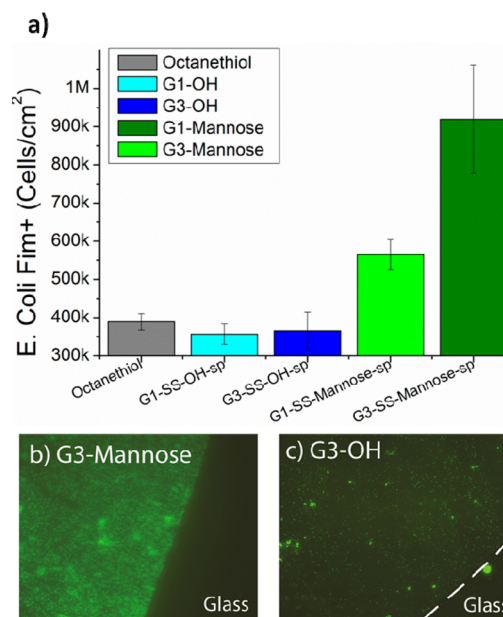 a)
Octanethiol
G1-OH
G3-OH
G1-Mannose
G3-Mannose
E. Coli Fim+ (Cells/cm²)
1M
900k
800k
700k
600k
500k
400k
300k
Octanethiol
G1-SS-OH-sp
G3-SS-OH-sp
G1-SS-Mannose-sp
G3-SS-Mannose-sp
b) G3-Mannose
Glass
c) G3-OH
Glass